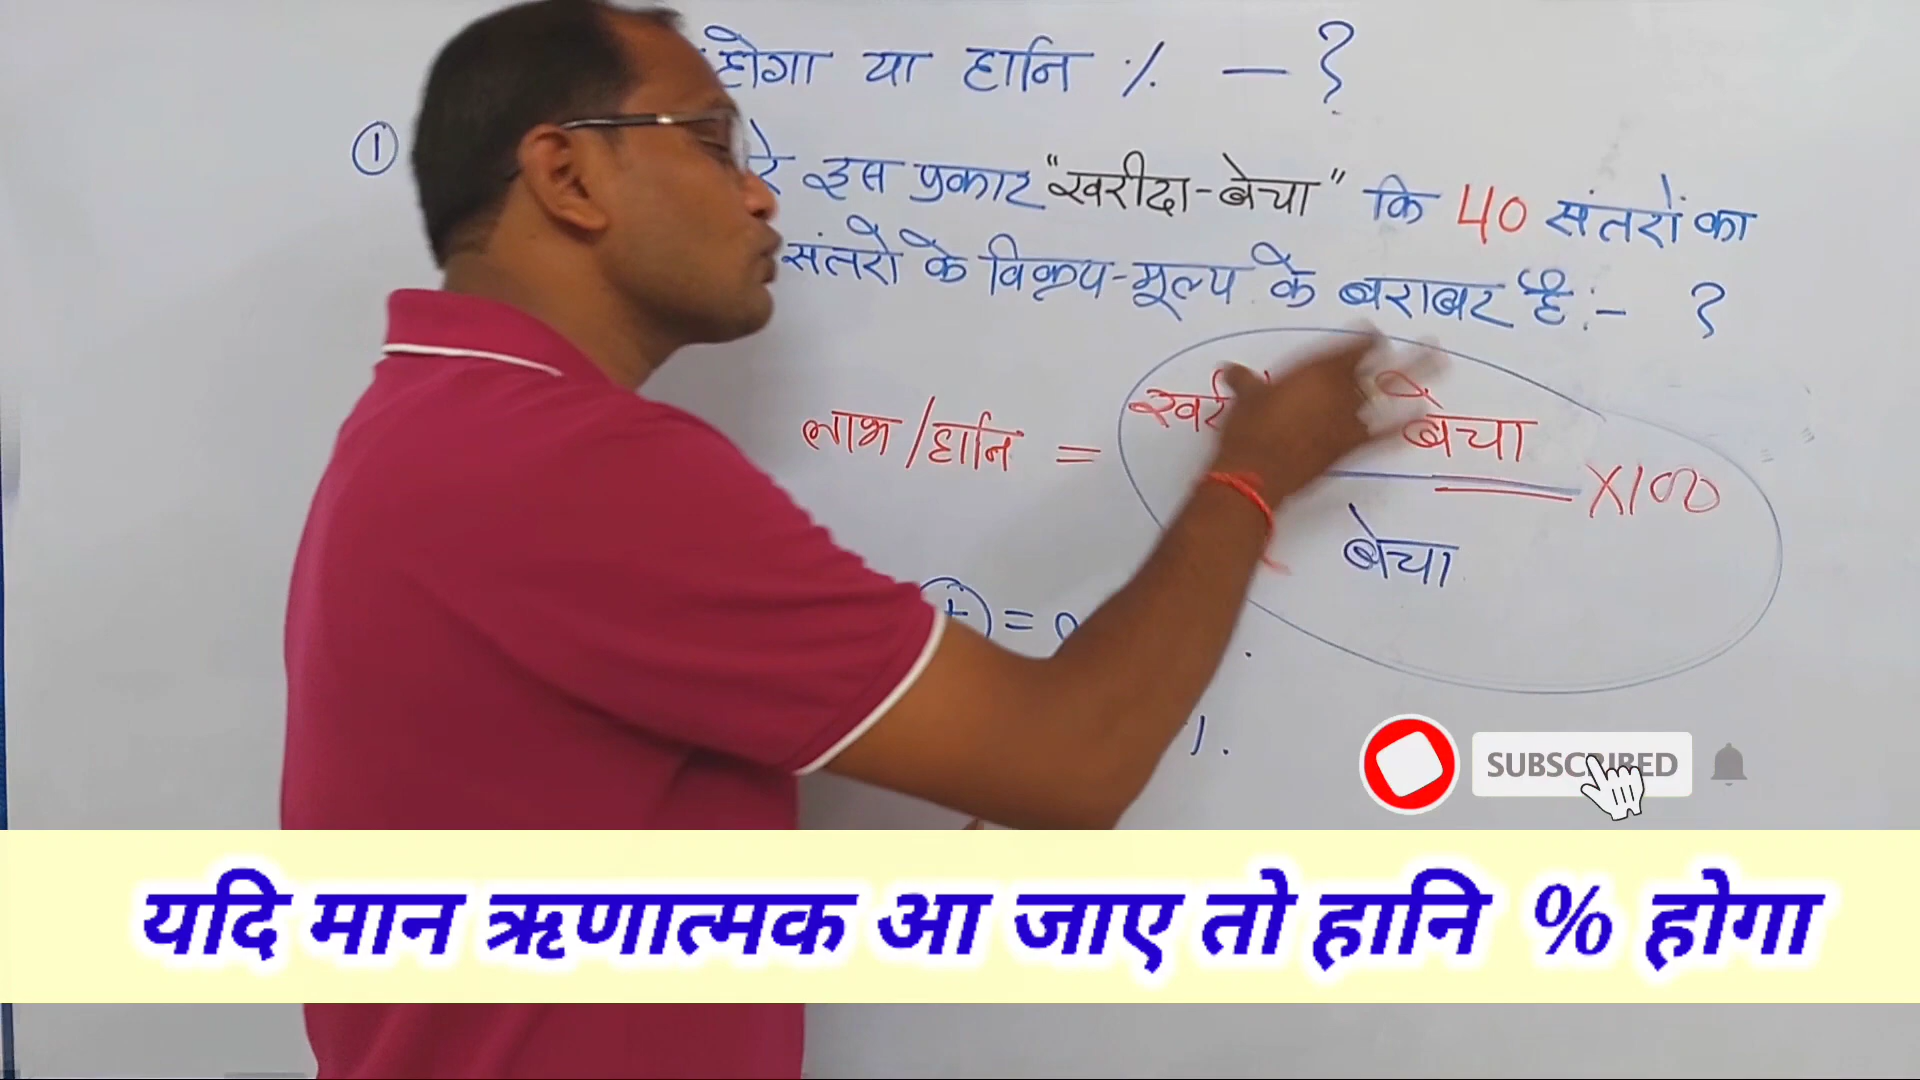 होगा या हानि % – ?
① इस प्रकार "खरीदा-बेचा" कि 40 संतरों का
संतरो के विक्रय-मूल्य के बराबर है :- ?
लाभ/हानि = बेचा X100
बेचा
+ =
SUBSCRIBED
यदि मान ऋणात्मक आ जाए तो हानि % होगा